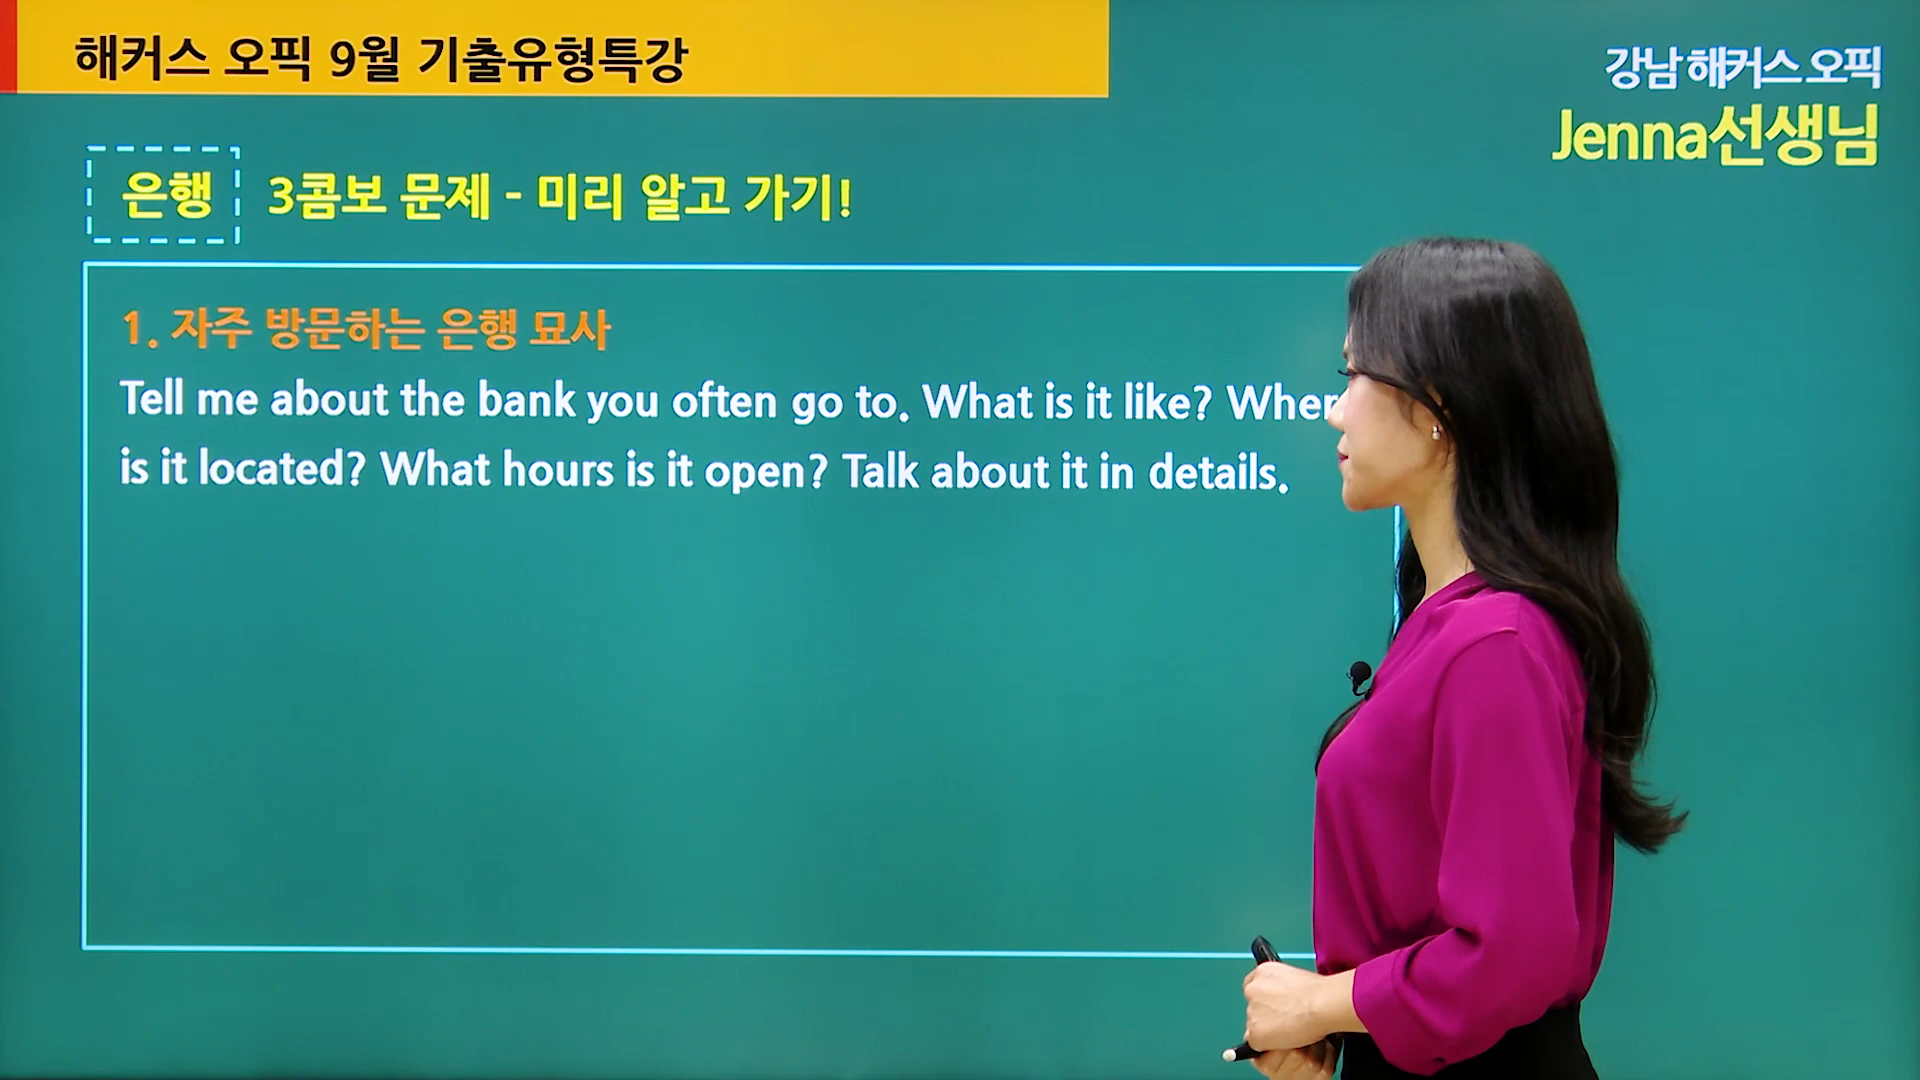 해커스 오픽 9월 기출유형특강
강남 해커스 오픽
Jenna선생님
은행 3콤보 문제 - 미리 알고 가기!
1. 자주 방문하는 은행 묘사
Tell me about the bank you often go to. What is it like?
is it located? What hours is it open? Talk about it in details.